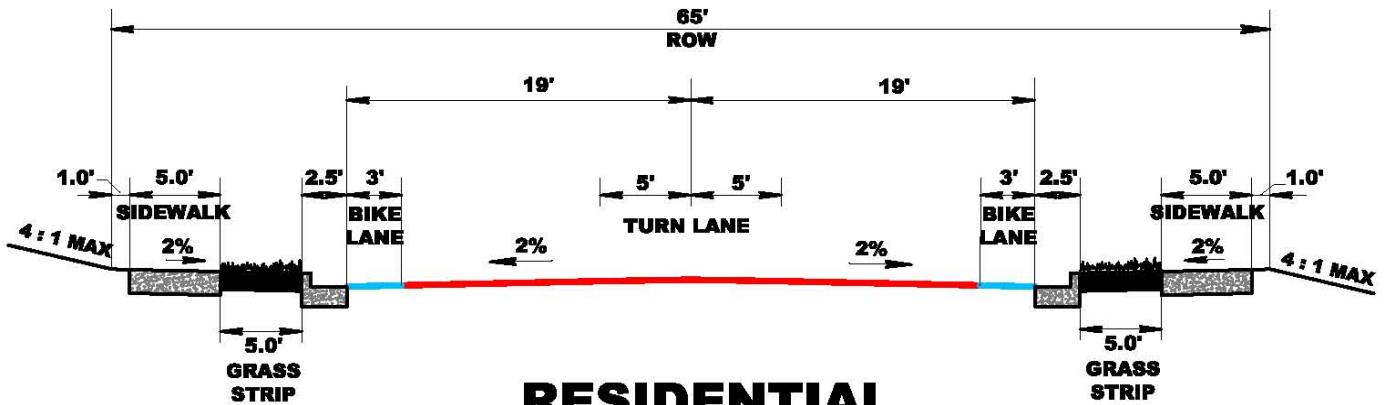 65'
ROW
19' 19'
1.0' 5.0' 2.5' 3' 5' 5' 3' 2.5' 5.0' 1.0'
SIDEWALK BIKE LANE TURN LANE BIKE LANE SIDEWALK
4 : 1 MAX 2% 2% 2% 2% 4 : 1 MAX
5.0' 5.0'
GRASS GRASS
STRIP STRIP
RESIDENTIAL